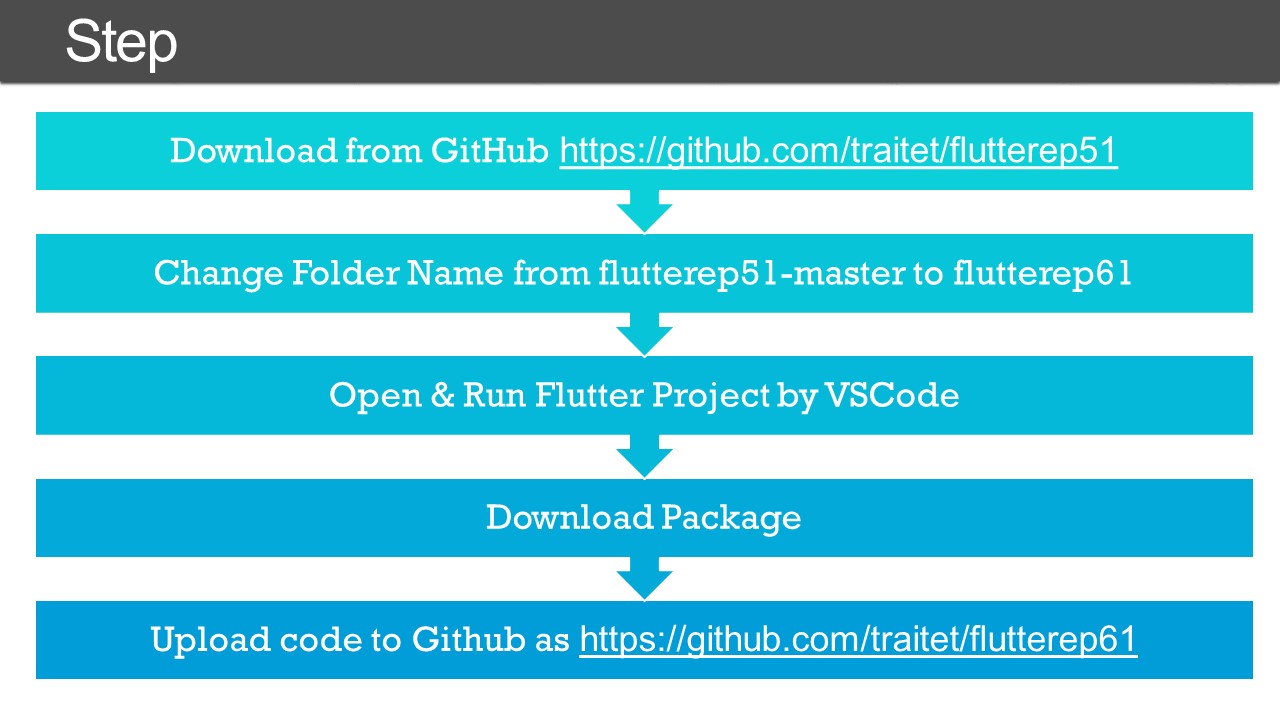 Step
Download from GitHub https://github.com/traitet/flutterep51
Change Folder Name from flutterep51-master to flutterep61
Open & Run Flutter Project by VSCode
Download Package
Upload code to Github as https://github.com/traitet/flutterep61